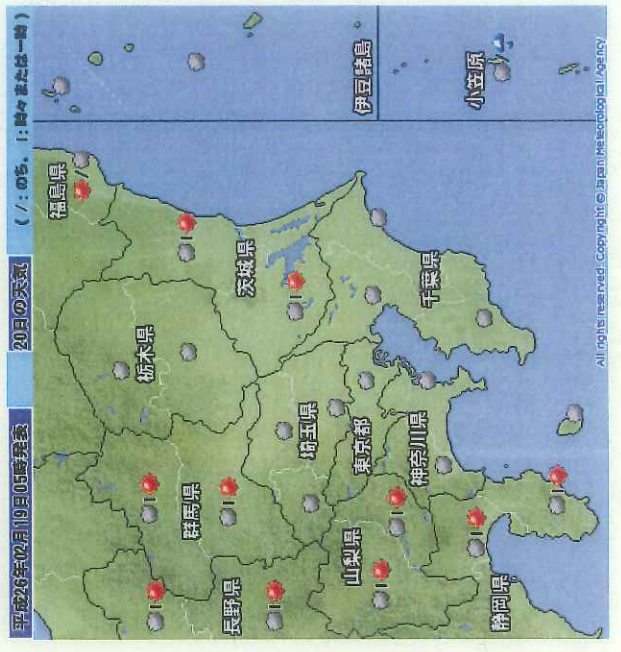 平成26年02月19日05時発表
20日の天気
( /：のち、 |：時々または一時 )
福島県
栃木県
茨城県
群馬県
長野県
埼玉県
東京都
千葉県
山梨県
神奈川県
静岡県
伊豆諸島
小笠原
All rights reserved. Copyright © Japan Meteorological Agency